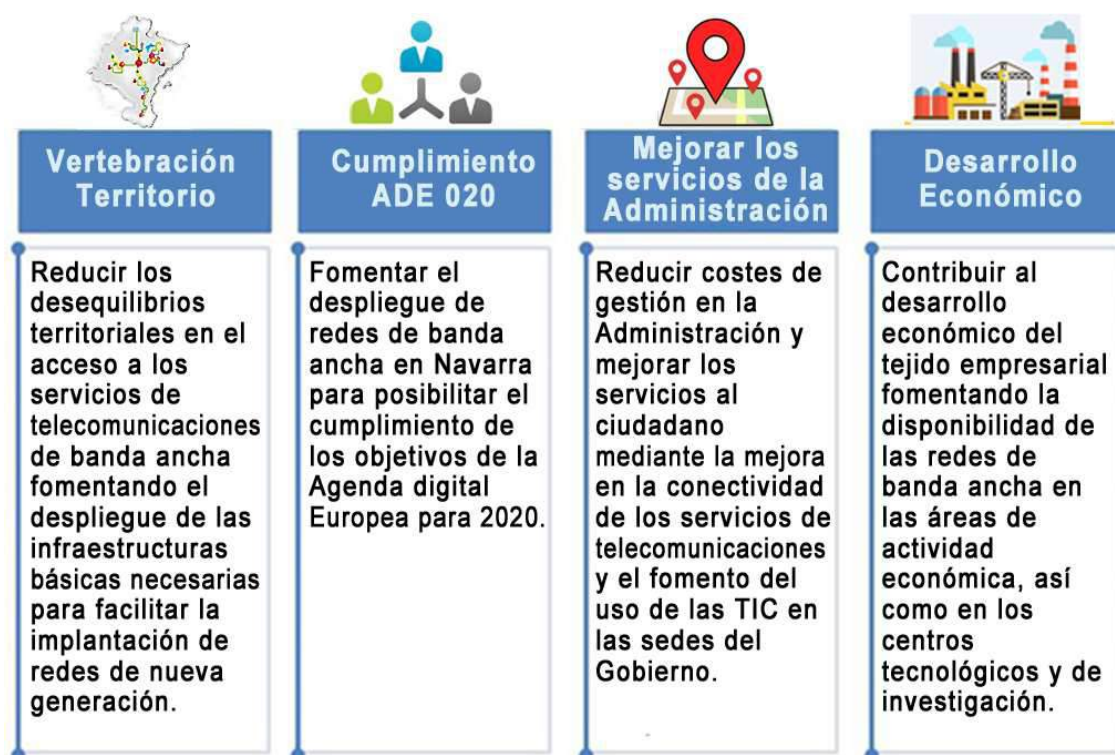 Vertebración
Territorio
Reducir los
desequilibrios
territoriales en el
acceso a los
servicios de
telecomunicaciones
de banda ancha
fomentando el
despliegue de las
infraestructuras
básicas necesarias
para facilitar la
implantación de
redes de nueva
generación.
Cumplimiento
ADE 020
Fomentar el
despliegue de
redes de banda
ancha en Navarra
para posibilitar el
cumplimiento de
los objetivos de la
Agenda digital
Europea para 2020.
Mejorar los
servicios de la
Administración
Reducir costes de
gestión en la
Administración y
mejorar los
servicios al
ciudadano
mediante la mejora
en la conectividad
de los servicios de
telecomunicaciones
y el fomento del
uso de las TIC en
las sedes del
Gobierno.
Desarrollo
Económico
Contribuir al
desarrollo
económico del
tejido empresarial
fomentando la
disponibilidad de
las redes de
banda ancha en
las áreas de
actividad
económica, así
como en los
centros
tecnológicos y de
investigación.